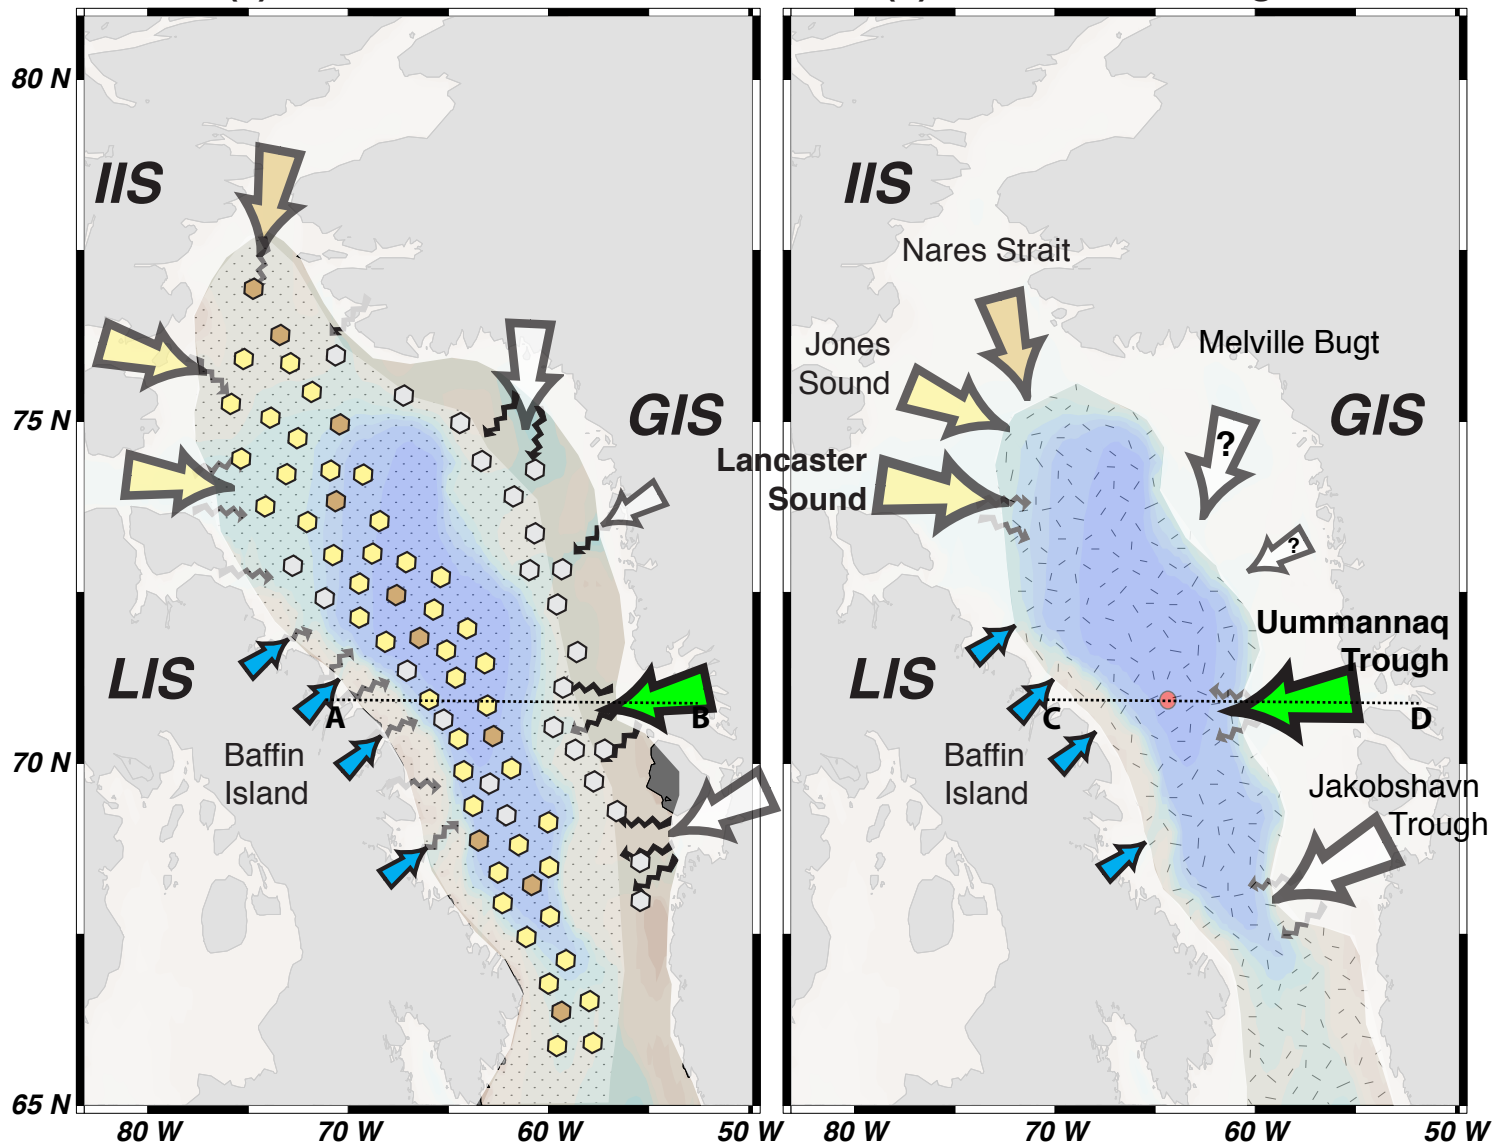 80 N
75 N
70 N
65 N
80 W
70 W
60 W
50 W
IIS
GIS
LIS
A
B
Baffin
Island
IIS
Nares Strait
Jones
Sound
Melville Bugt
GIS
?
Lancaster
Sound
?
Uummannaq
Trough
LIS
C
D
Baffin
Island
Jakobshavn
Trough
80 W
70 W
60 W
50 W